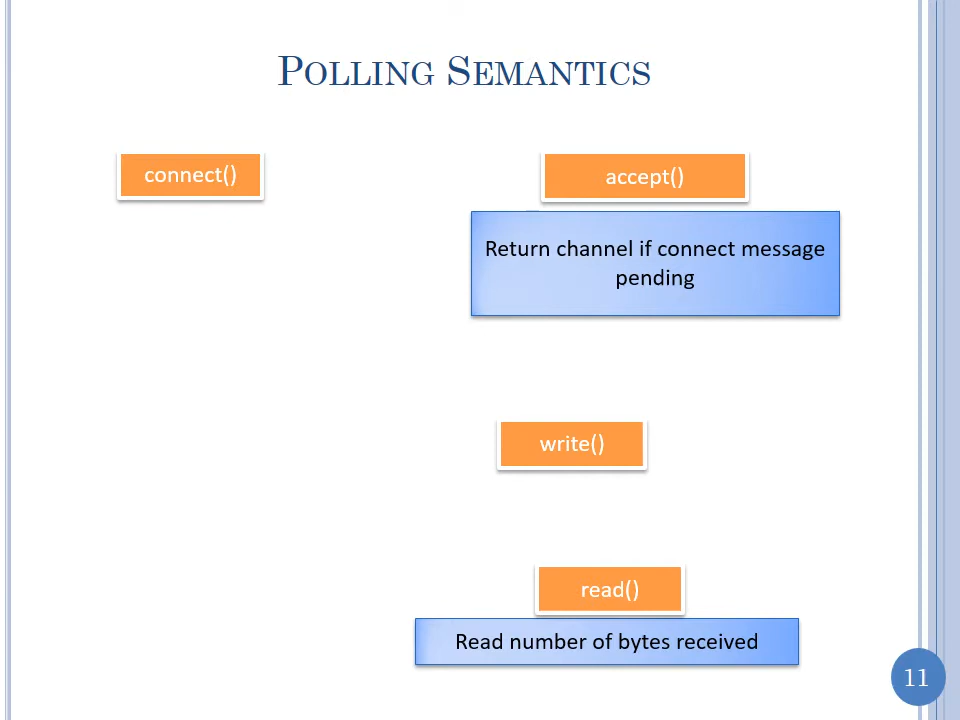 POLLING SEMANTICS
connect()
accept()
Return channel if connect message
pending
write()
read()
Read number of bytes received
11